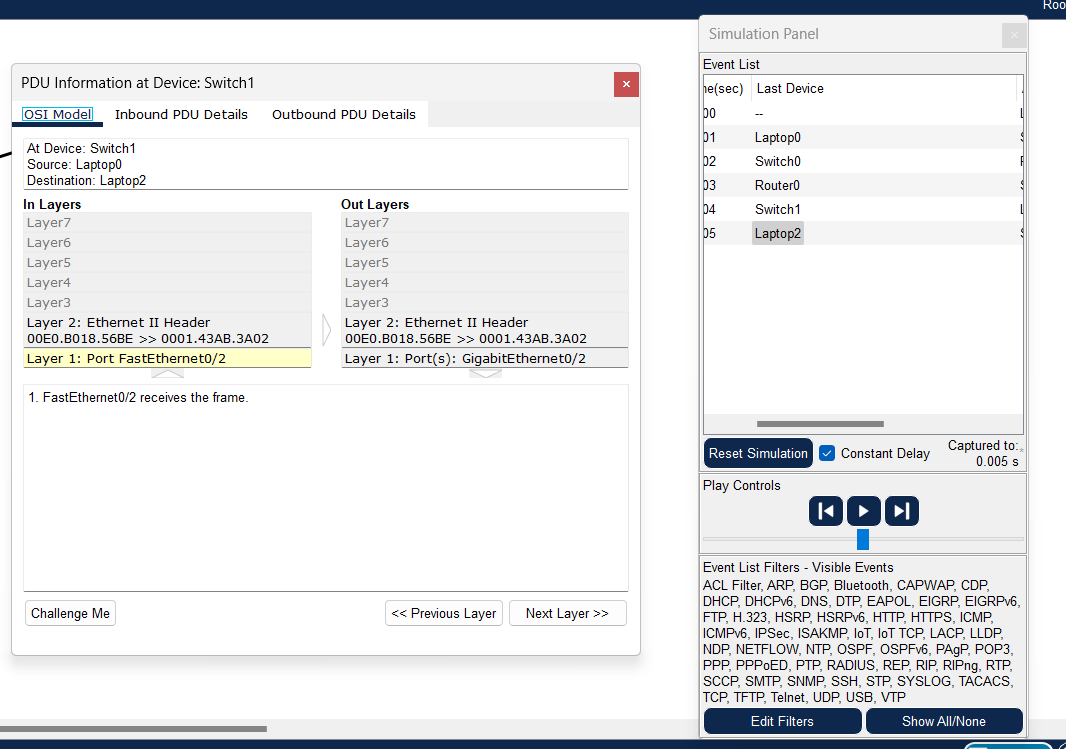 Roo
Simulation Panel
Event List
me(sec) Last Device
00 --
01 Laptop0
02 Switch0
03 Router0
04 Switch1
05 Laptop2
Reset Simulation Constant Delay Captured to:
0.005 s
Play Controls
Event List Filters - Visible Events
ACL Filter, ARP, BGP, Bluetooth, CAPWAP, CDP,
DHCP, DHCPv6, DNS, DTP, EAPOL, EIGRP, EIGRPv6,
FTP, H.323, HSRP, HSRPv6, HTTP, HTTPS, ICMP,
ICMPv6, IPSec, ISAKMP, IoT, IoT TCP, LACP, LLDP,
NDP, NETFLOW, NTP, OSPF, OSPFv6, PAgP, POP3,
PPP, PPPoED, PTP, RADIUS, REP, RIP, RIPng, RTP,
SCCP, SMTP, SNMP, SSH, STP, SYSLOG, TACACS,
TCP, TFTP, Telnet, UDP, USB, VTP
Edit Filters Show All/None
PDU Information at Device: Switch1
OSI Model Inbound PDU Details Outbound PDU Details
At Device: Switch1
Source: Laptop0
Destination: Laptop2
In Layers
Layer7
Layer6
Layer5
Layer4
Layer3
Layer 2: Ethernet II Header
00E0.B018.56BE >> 0001.43AB.3A02
Layer 1: Port FastEthernet0/2
Out Layers
Layer7
Layer6
Layer5
Layer4
Layer3
Layer 2: Ethernet II Header
00E0.B018.56BE >> 0001.43AB.3A02
Layer 1: Port(s): GigabitEthernet0/2
1. FastEthernet0/2 receives the frame.
Challenge Me << Previous Layer Next Layer >>